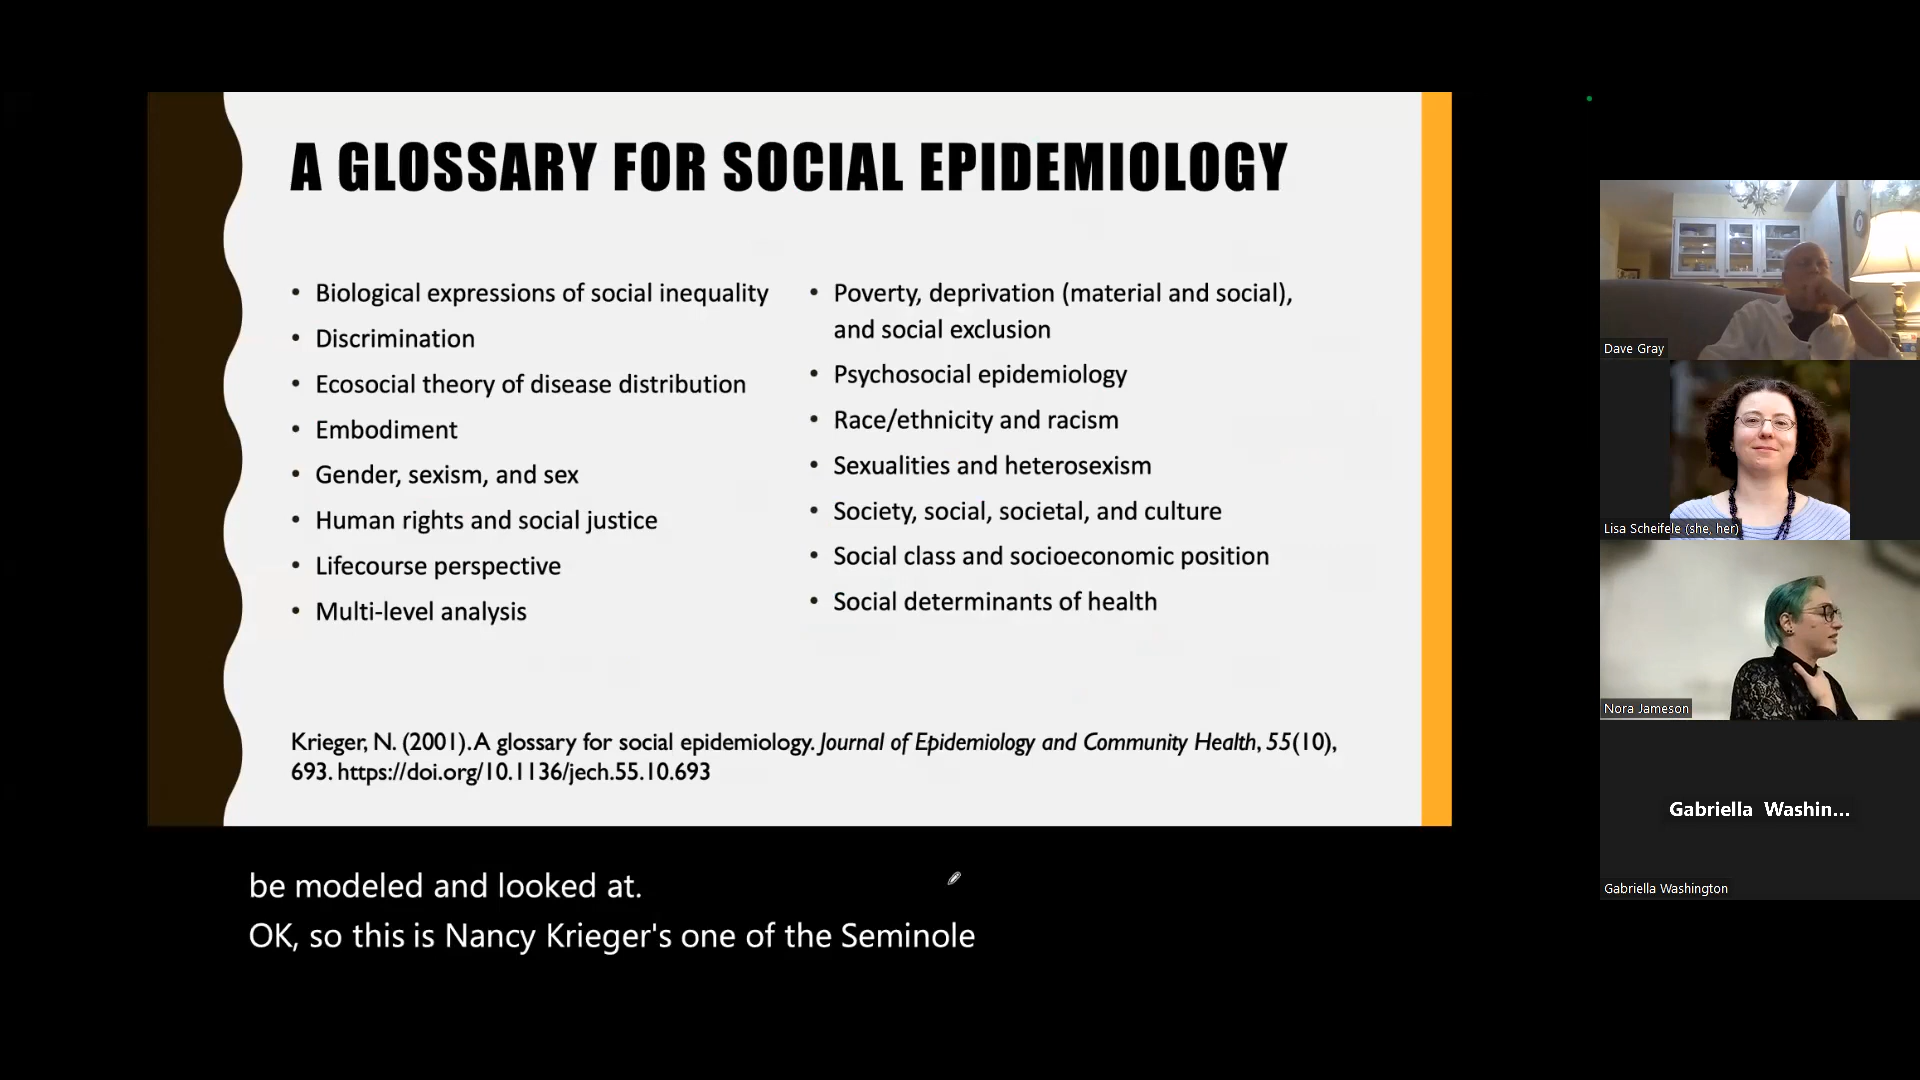 A GLOSSARY FOR SOCIAL EPIDEMIOLOGY
• Biological expressions of social inequality
• Discrimination
• Ecosocial theory of disease distribution
• Embodiment
• Gender, sexism, and sex
• Human rights and social justice
• Lifecourse perspective
• Multi-level analysis
• Poverty, deprivation (material and social),
and social exclusion
• Psychosocial epidemiology
• Race/ethnicity and racism
• Sexualities and heterosexism
• Society, social, societal, and culture
• Social class and socioeconomic position
• Social determinants of health
Krieger, N. (2001). A glossary for social epidemiology. Journal of Epidemiology and Community Health, 55(10),
693. https://doi.org/10.1136/jech.55.10.693
be modeled and looked at.
OK, so this is Nancy Krieger's one of the Seminole
Dave Gray
Lisa Scheifele (she, her)
Nora Jameson
Gabriella Washin...
Gabriella Washington